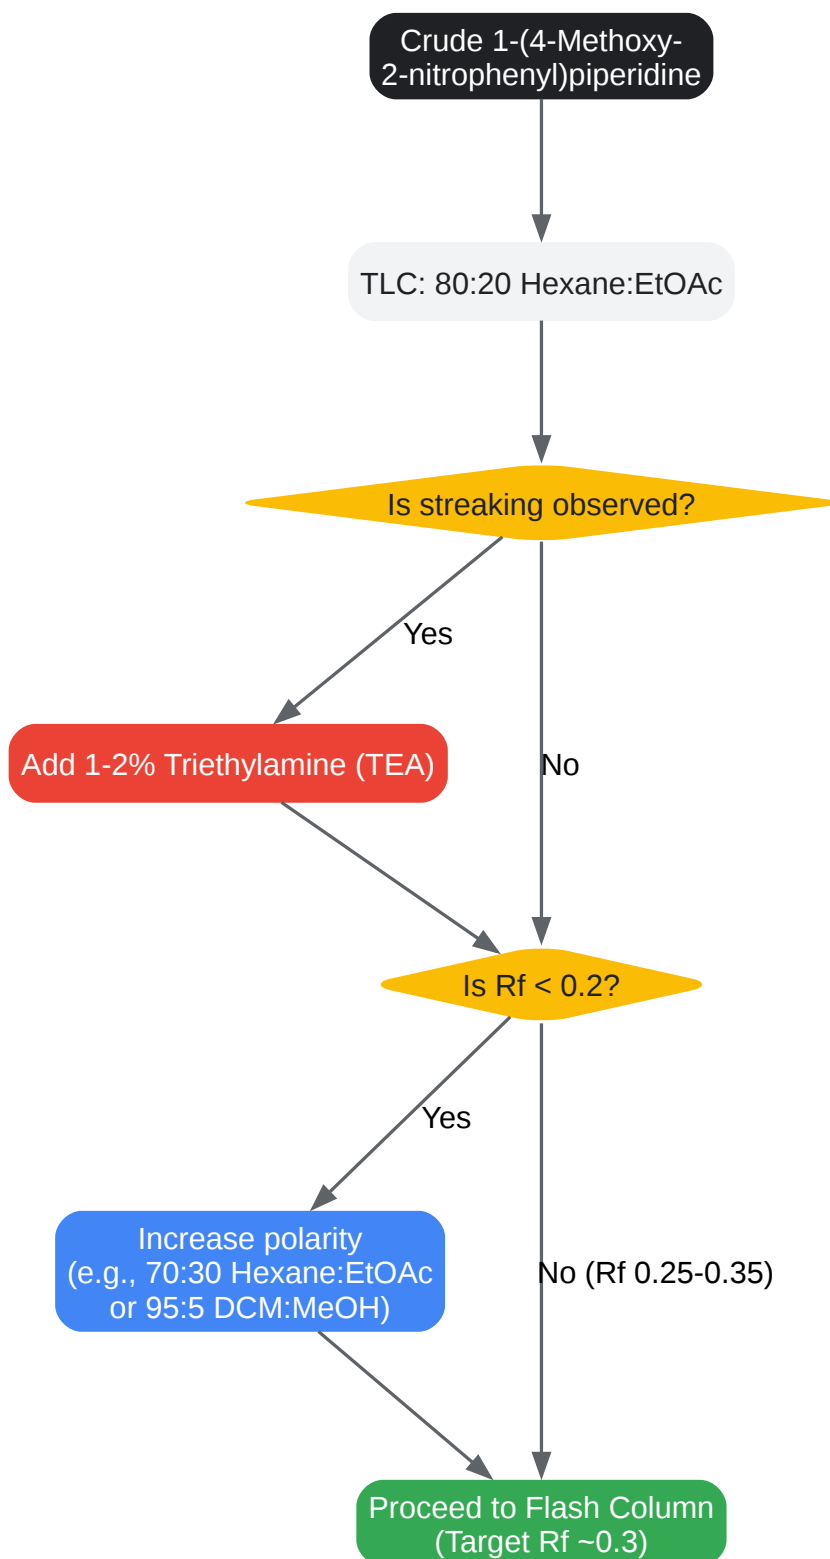 Crude 1-(4-Methoxy-
2-nitrophenyl)piperidine
TLC: 80:20 Hexane:EtOAc
Is streaking observed?
Yes
Add 1-2% Triethylamine (TEA)
No
Is Rf < 0.2?
Yes
Increase polarity
(e.g., 70:30 Hexane:EtOAc
or 95:5 DCM:MeOH)
No (Rf 0.25-0.35)
Proceed to Flash Column
(Target Rf ~0.3)